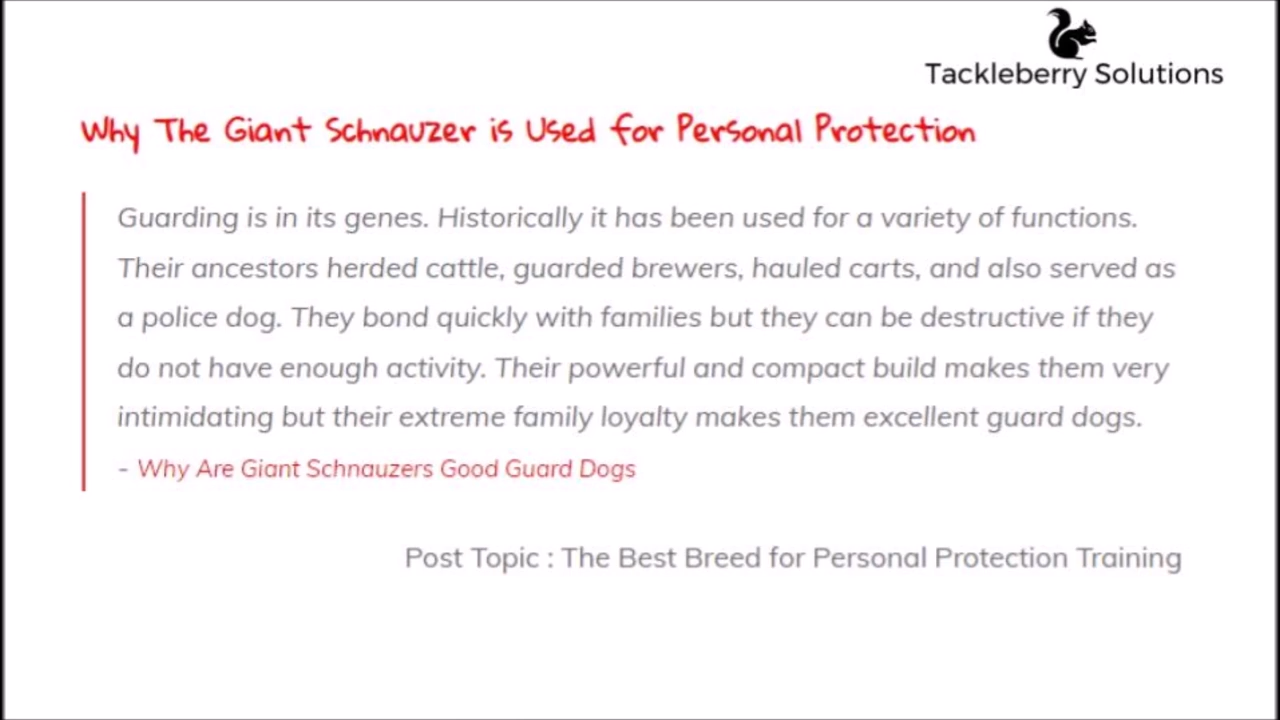 Tackleberry Solutions
Why The Giant Schnauzer is Used for Personal Protection
Guarding is in its genes. Historically it has been used for a variety of functions.
Their ancestors herded cattle, guarded brewers, hauled carts, and also served as
a police dog. They bond quickly with families but they can be destructive if they
do not have enough activity. Their powerful and compact build makes them very
intimidating but their extreme family loyalty makes them excellent guard dogs.
- Why Are Giant Schnauzers Good Guard Dogs
Post Topic : The Best Breed for Personal Protection Training